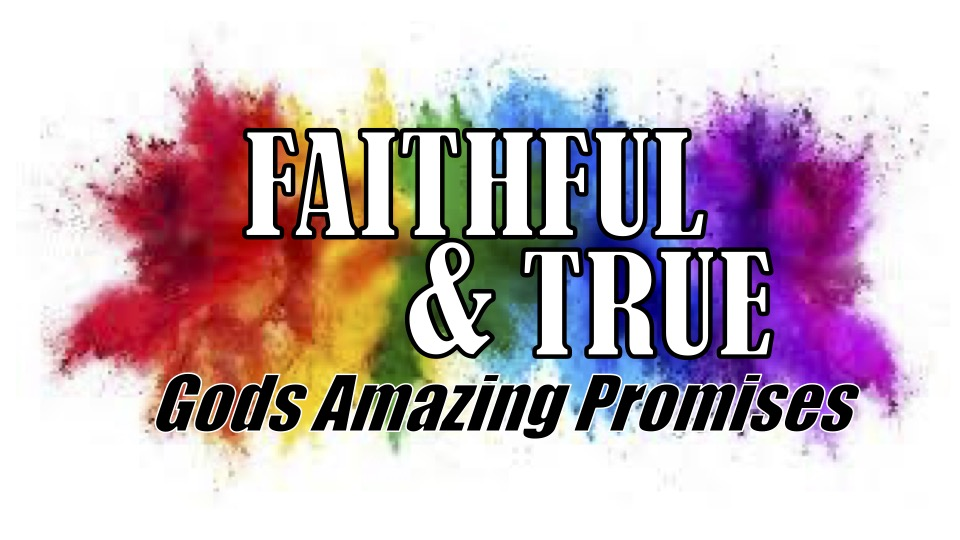 FAITHFUL
& TRUE
Gods Amazing Promises